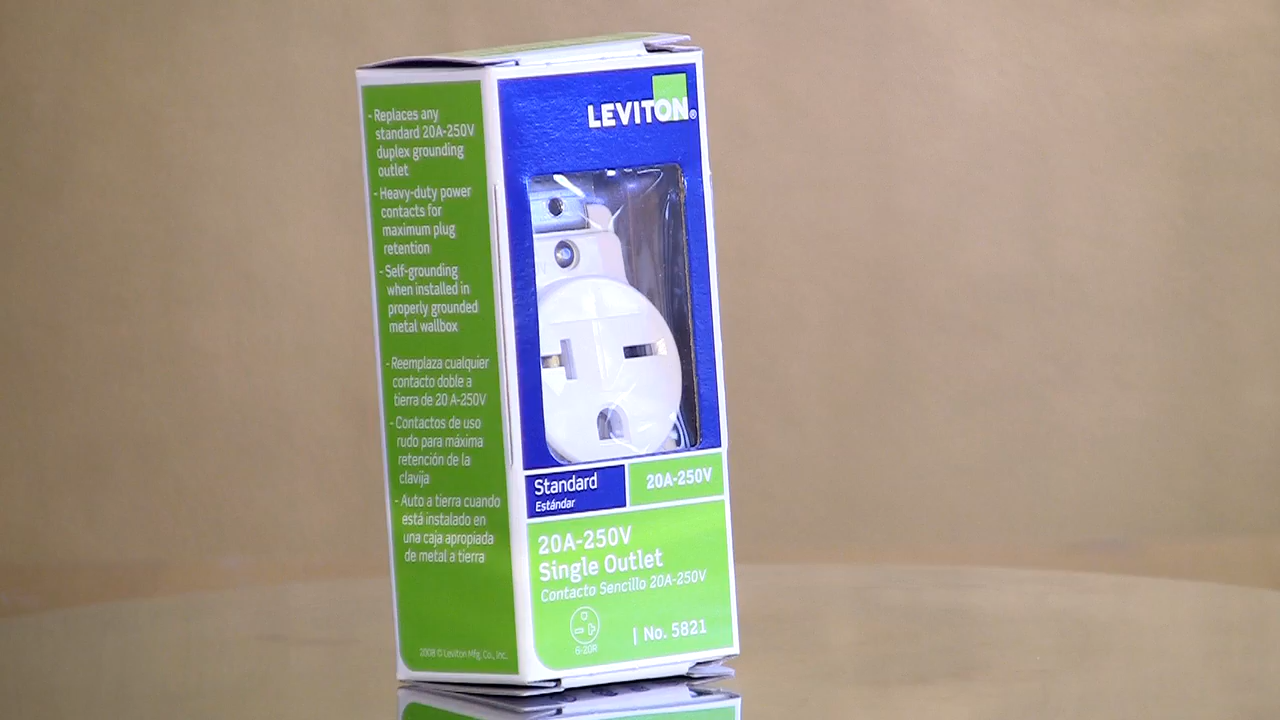 - Replaces any
standard 20A-250V
duplex grounding
outlet
- Heavy-duty power
contacts for
maximum plug
retention
- Self-grounding
when installed in
properly grounded
metal wallbox
- Reemplaza cualquier
contacto doble a
tierra de 20 A-250V
- Contactos de uso
rudo para máxima
retención de la
clavija
- Auto a tierra cuando
está instalado en
una caja apropiada
de metal a tierra
2008 © Leviton Mfg. Co., Inc.
LEVITON®
Standard
Estándar
20A-250V
20A-250V
Single Outlet
Contacto Sencillo 20A-250V
6-20R
| No. 5821